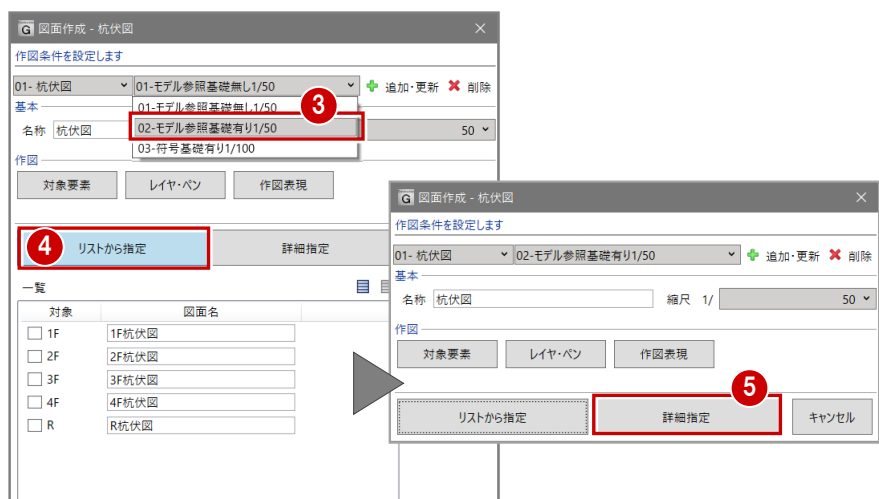 G 図面作成 - 杭伏図
作図条件を設定します
01- 杭伏図 01-モデル参照基礎無し1/50 追加・更新 削除
基本
01-モデル参照基礎無し1/50
3
名称 杭伏図 02-モデル参照基礎有り1/50 50
03-符号基礎有り1/100
作図
対象要素 レイヤ・ペン 作図表現
4 リストから指定 詳細指定
一覧
対象 図面名
1F 1F杭伏図
2F 2F杭伏図
3F 3F杭伏図
4F 4F杭伏図
R R杭伏図
G 図面作成 - 杭伏図
作図条件を設定します
01- 杭伏図 02-モデル参照基礎有り1/50 追加・更新 削除
基本
名称 杭伏図 縮尺 1/ 50
作図
対象要素 レイヤ・ペン 作図表現
5
リストから指定 詳細指定 キャンセル